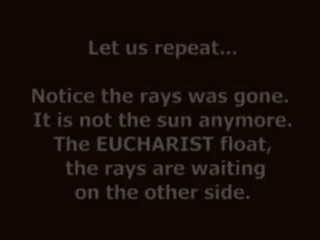 Let us repeat...
Notice the rays was gone.
It is not the sun anymore.
The EUCHARIST float,
the rays are waiting
on the other side.